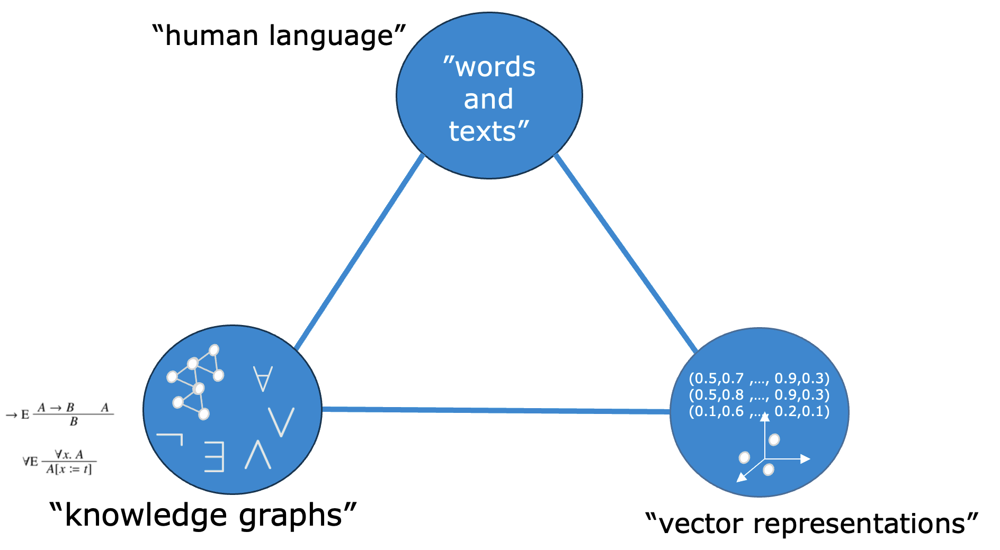 “human language”
”words
and
texts”
∀
∨
¬
∃
∧
→ E A → B A
B
∀E ∀x. A
A[x := t]
“knowledge graphs”
(0.5,0.7 ,…, 0.9,0.3)
(0.5,0.8 ,…, 0.9,0.3)
(0.1,0.6 ,…, 0.2,0.1)
“vector representations”